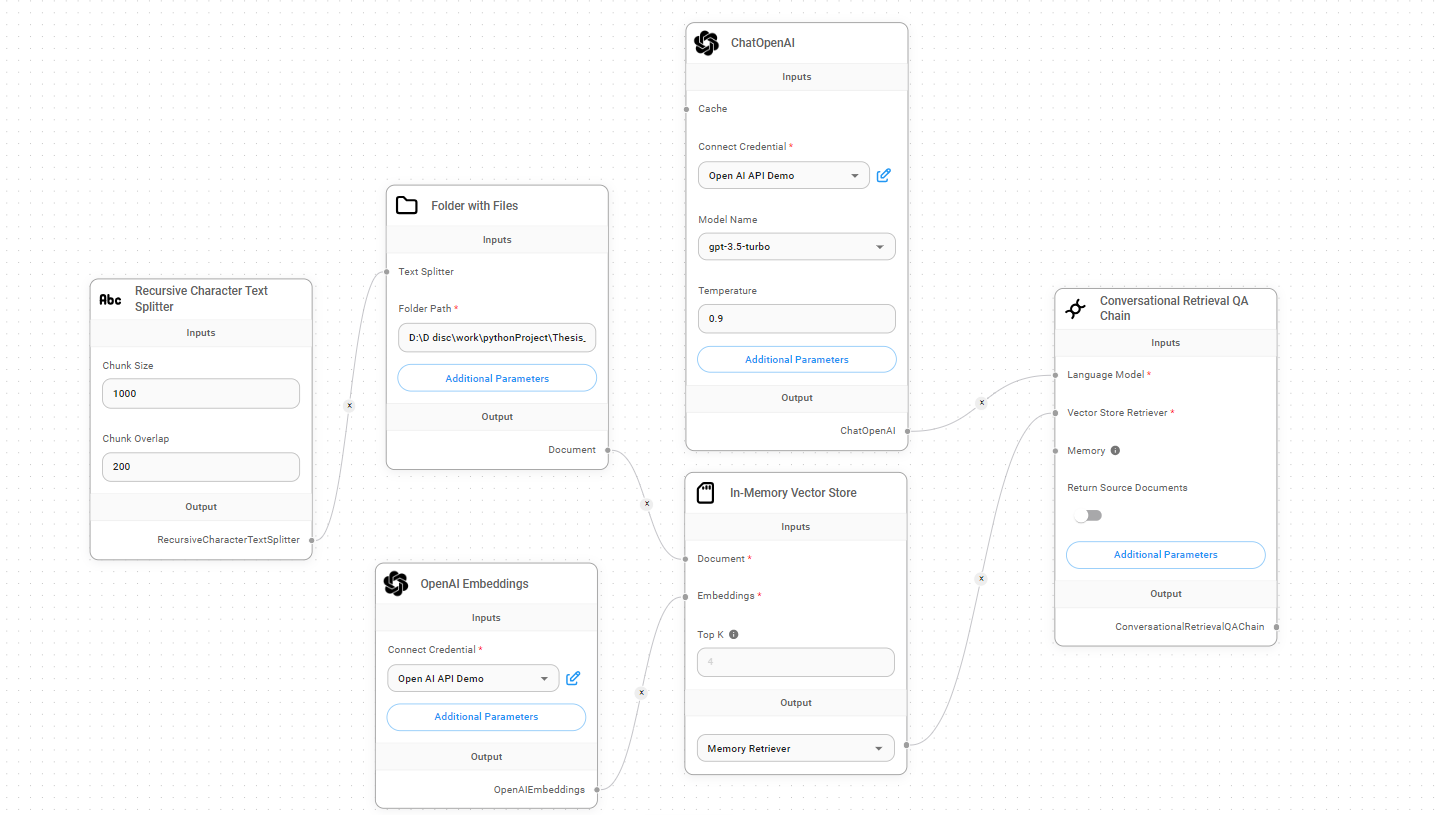 Abc
Recursive Character Text
Splitter
Inputs
Chunk Size
1000
Chunk Overlap
200
Output
RecursiveCharacterTextSplitter
x
Folder with Files
Inputs
Text Splitter
Folder Path *
D:\D disc\work\pythonProject\Thesis_
Additional Parameters
Output
Document
x
OpenAI Embeddings
Inputs
Connect Credential *
Open AI API Demo
Additional Parameters
Output
OpenAIEmbeddings
x
ChatOpenAI
Inputs
Cache
Connect Credential *
Open AI API Demo
Model Name
gpt-3.5-turbo
Temperature
0.9
Additional Parameters
Output
ChatOpenAI
x
In-Memory Vector Store
Inputs
Document *
Embeddings *
Top K
4
Output
Memory Retriever
x
Conversational Retrieval QA
Chain
Inputs
Language Model *
Vector Store Retriever *
Memory
Return Source Documents
Additional Parameters
Output
ConversationalRetrievalQAChain